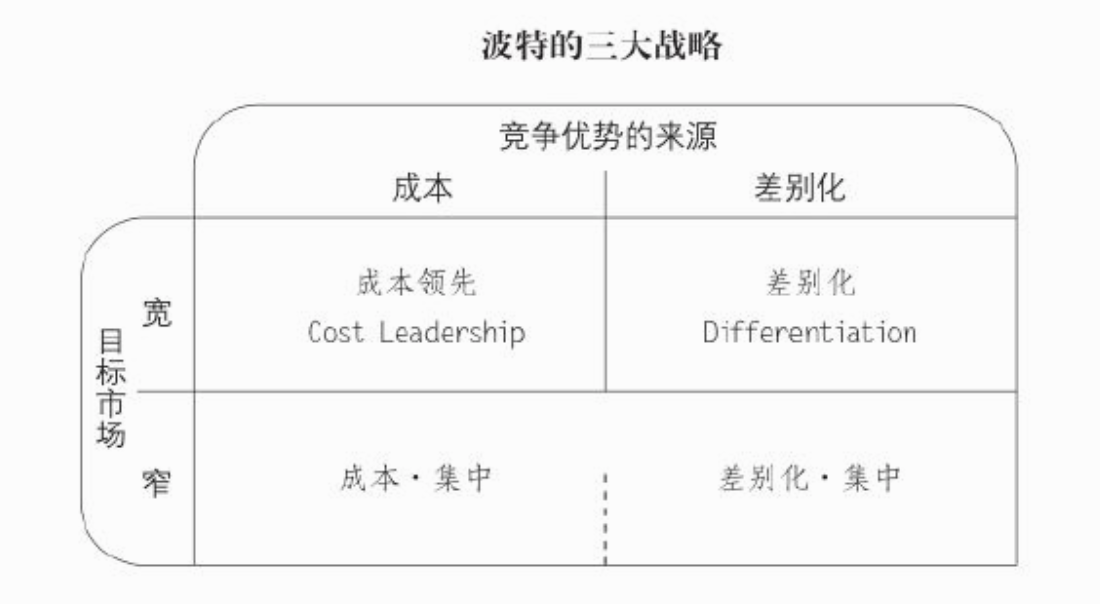 波特的三大战略
竞争优势的来源
成本
差别化
目标市场
宽
成本领先
Cost Leadership
差别化
Differentiation
窄
成本·集中
差别化·集中